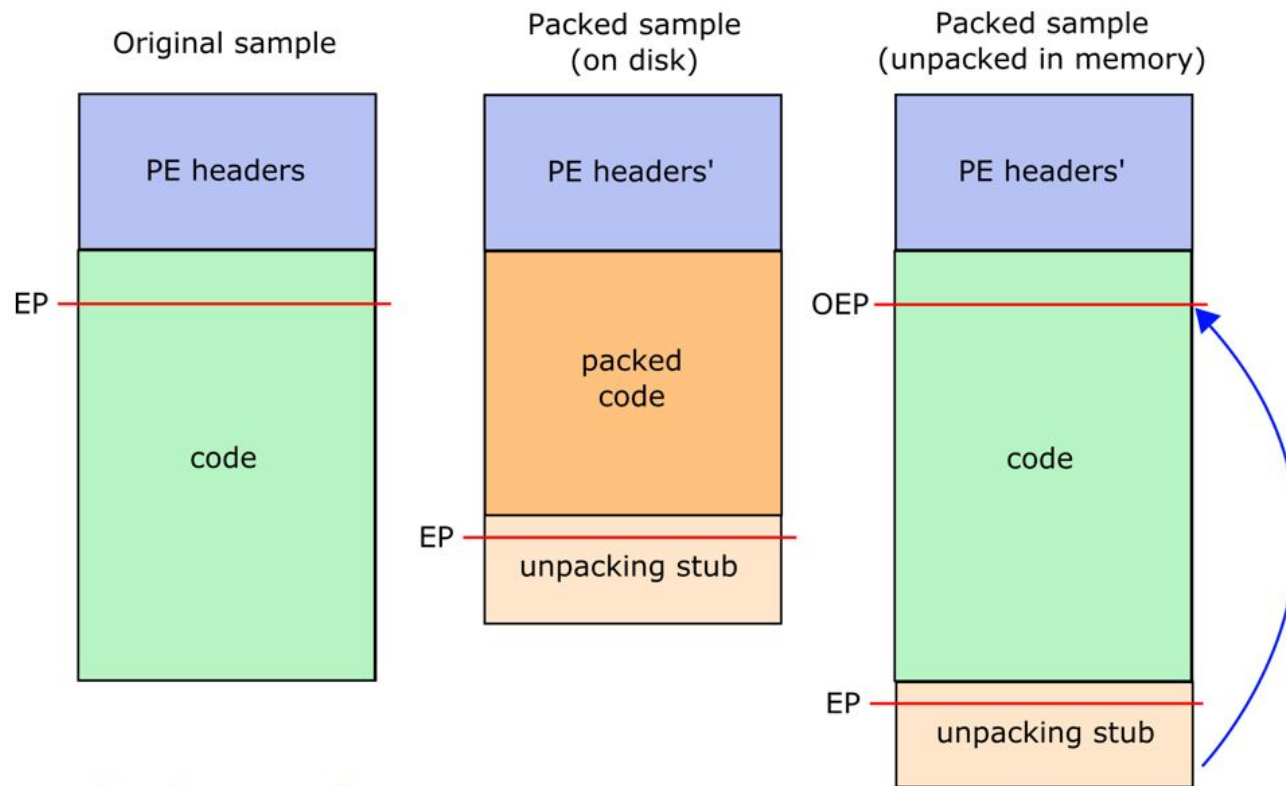 Original sample
PE headers
EP
code
Packed sample
(on disk)
PE headers'
packed
code
EP
unpacking stub
Packed sample
(unpacked in memory)
PE headers'
OEP
code
EP
unpacking stub